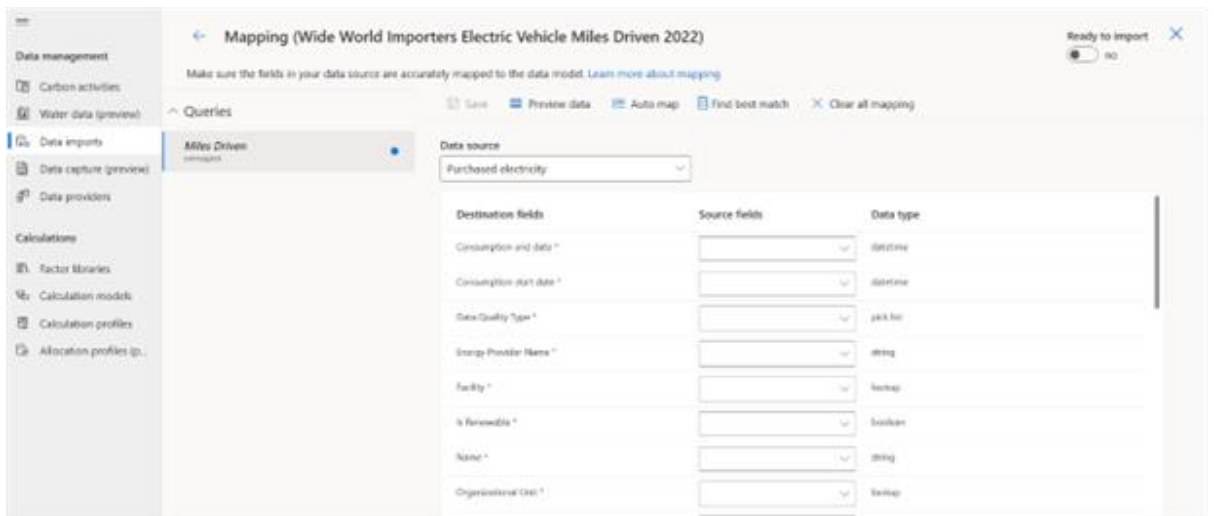 Mapping (Wide World Importers Electric Vehicle Miles Driven 2022)
Ready to import
no
Make sure the fields in your data source are accurately mapped to the data model. Learn more about mapping
Data management
Carbon activities
Water data (preview)
Data imports
Data capture (preview)
Data providers
Calculations
Factor libraries
Calculation models
Calculation profiles
Allocation profiles (p...
Queries
Miles Driven
Save Preview data Auto map Find best match Clear all mapping
Data source
Purchased electricity
Destination fields Source fields Data type
Consumption end date * datetime
Consumption start date * datetime
Data Quality Type * pick list
Energy Provider Name * string
Facility * lookup
Is Renewable * boolean
Name * string
Organizational Unit * lookup